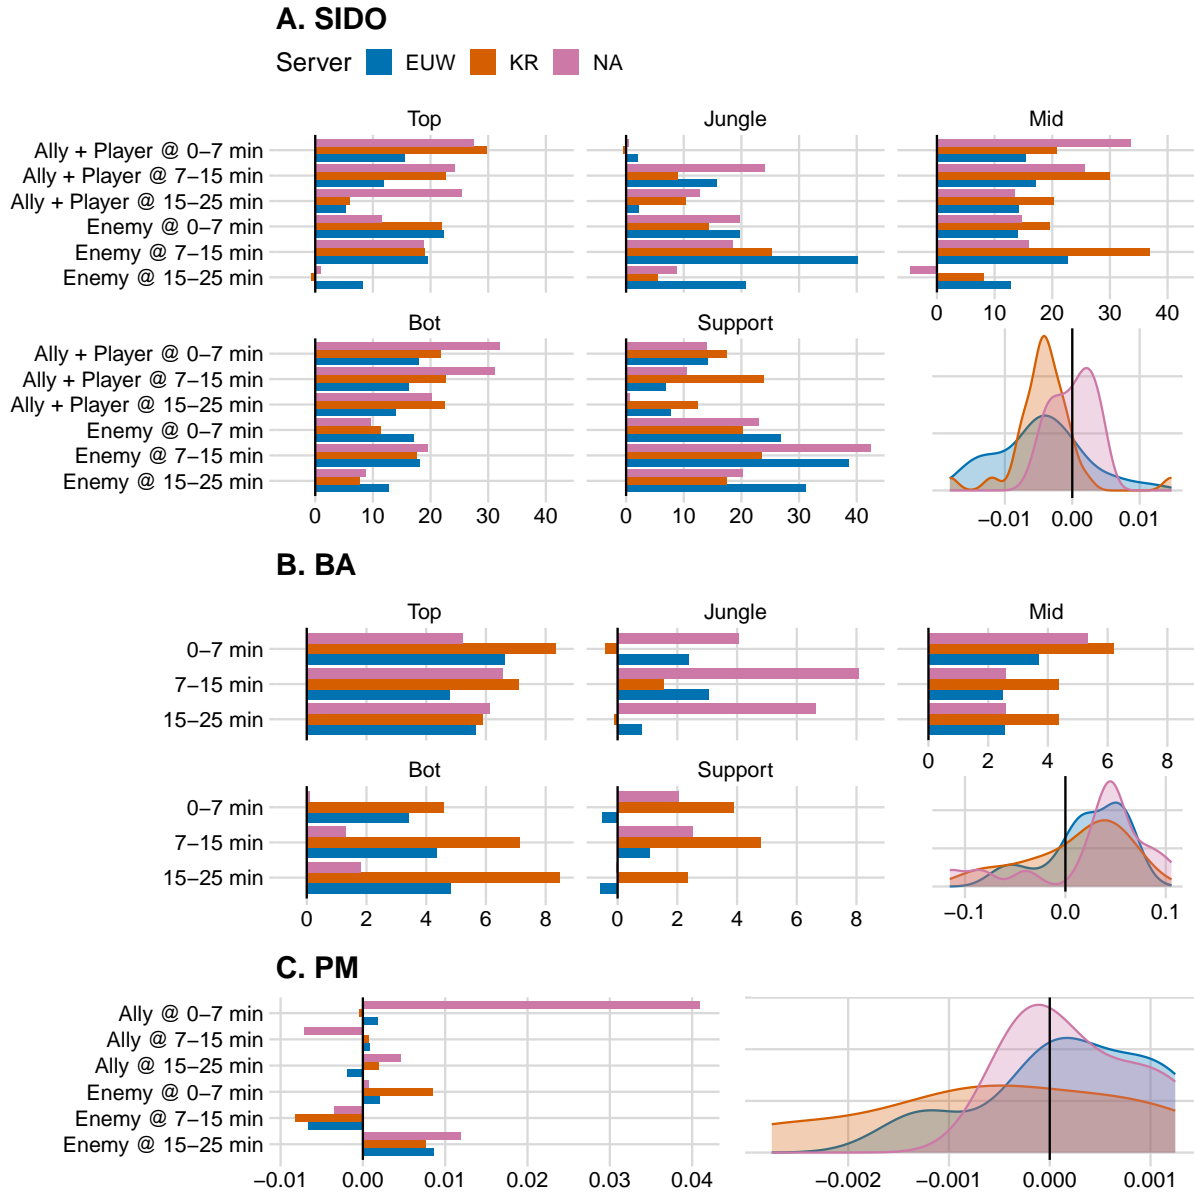 A. SIDO
Server EUW KR NA
Top Jungle Mid
Ally + Player @ 0−7 min
Ally + Player @ 7−15 min
Ally + Player @ 15−25 min
Enemy @ 0−7 min
Enemy @ 7−15 min
Enemy @ 15−25 min
0 10 20 30 40
Bot Support
Ally + Player @ 0−7 min
Ally + Player @ 7−15 min
Ally + Player @ 15−25 min
Enemy @ 0−7 min
Enemy @ 7−15 min
Enemy @ 15−25 min
0 10 20 30 40 0 10 20 30 40 −0.01 0.00 0.01
B. BA
Top Jungle Mid
0−7 min
7−15 min
15−25 min
0 2 4 6 8
Bot Support
0−7 min
7−15 min
15−25 min
0 2 4 6 8 0 2 4 6 8 −0.1 0.0 0.1
C. PM
Ally @ 0−7 min
Ally @ 7−15 min
Ally @ 15−25 min
Enemy @ 0−7 min
Enemy @ 7−15 min
Enemy @ 15−25 min
−0.01 0.00 0.01 0.02 0.03 0.04 −0.002 −0.001 0.000 0.001